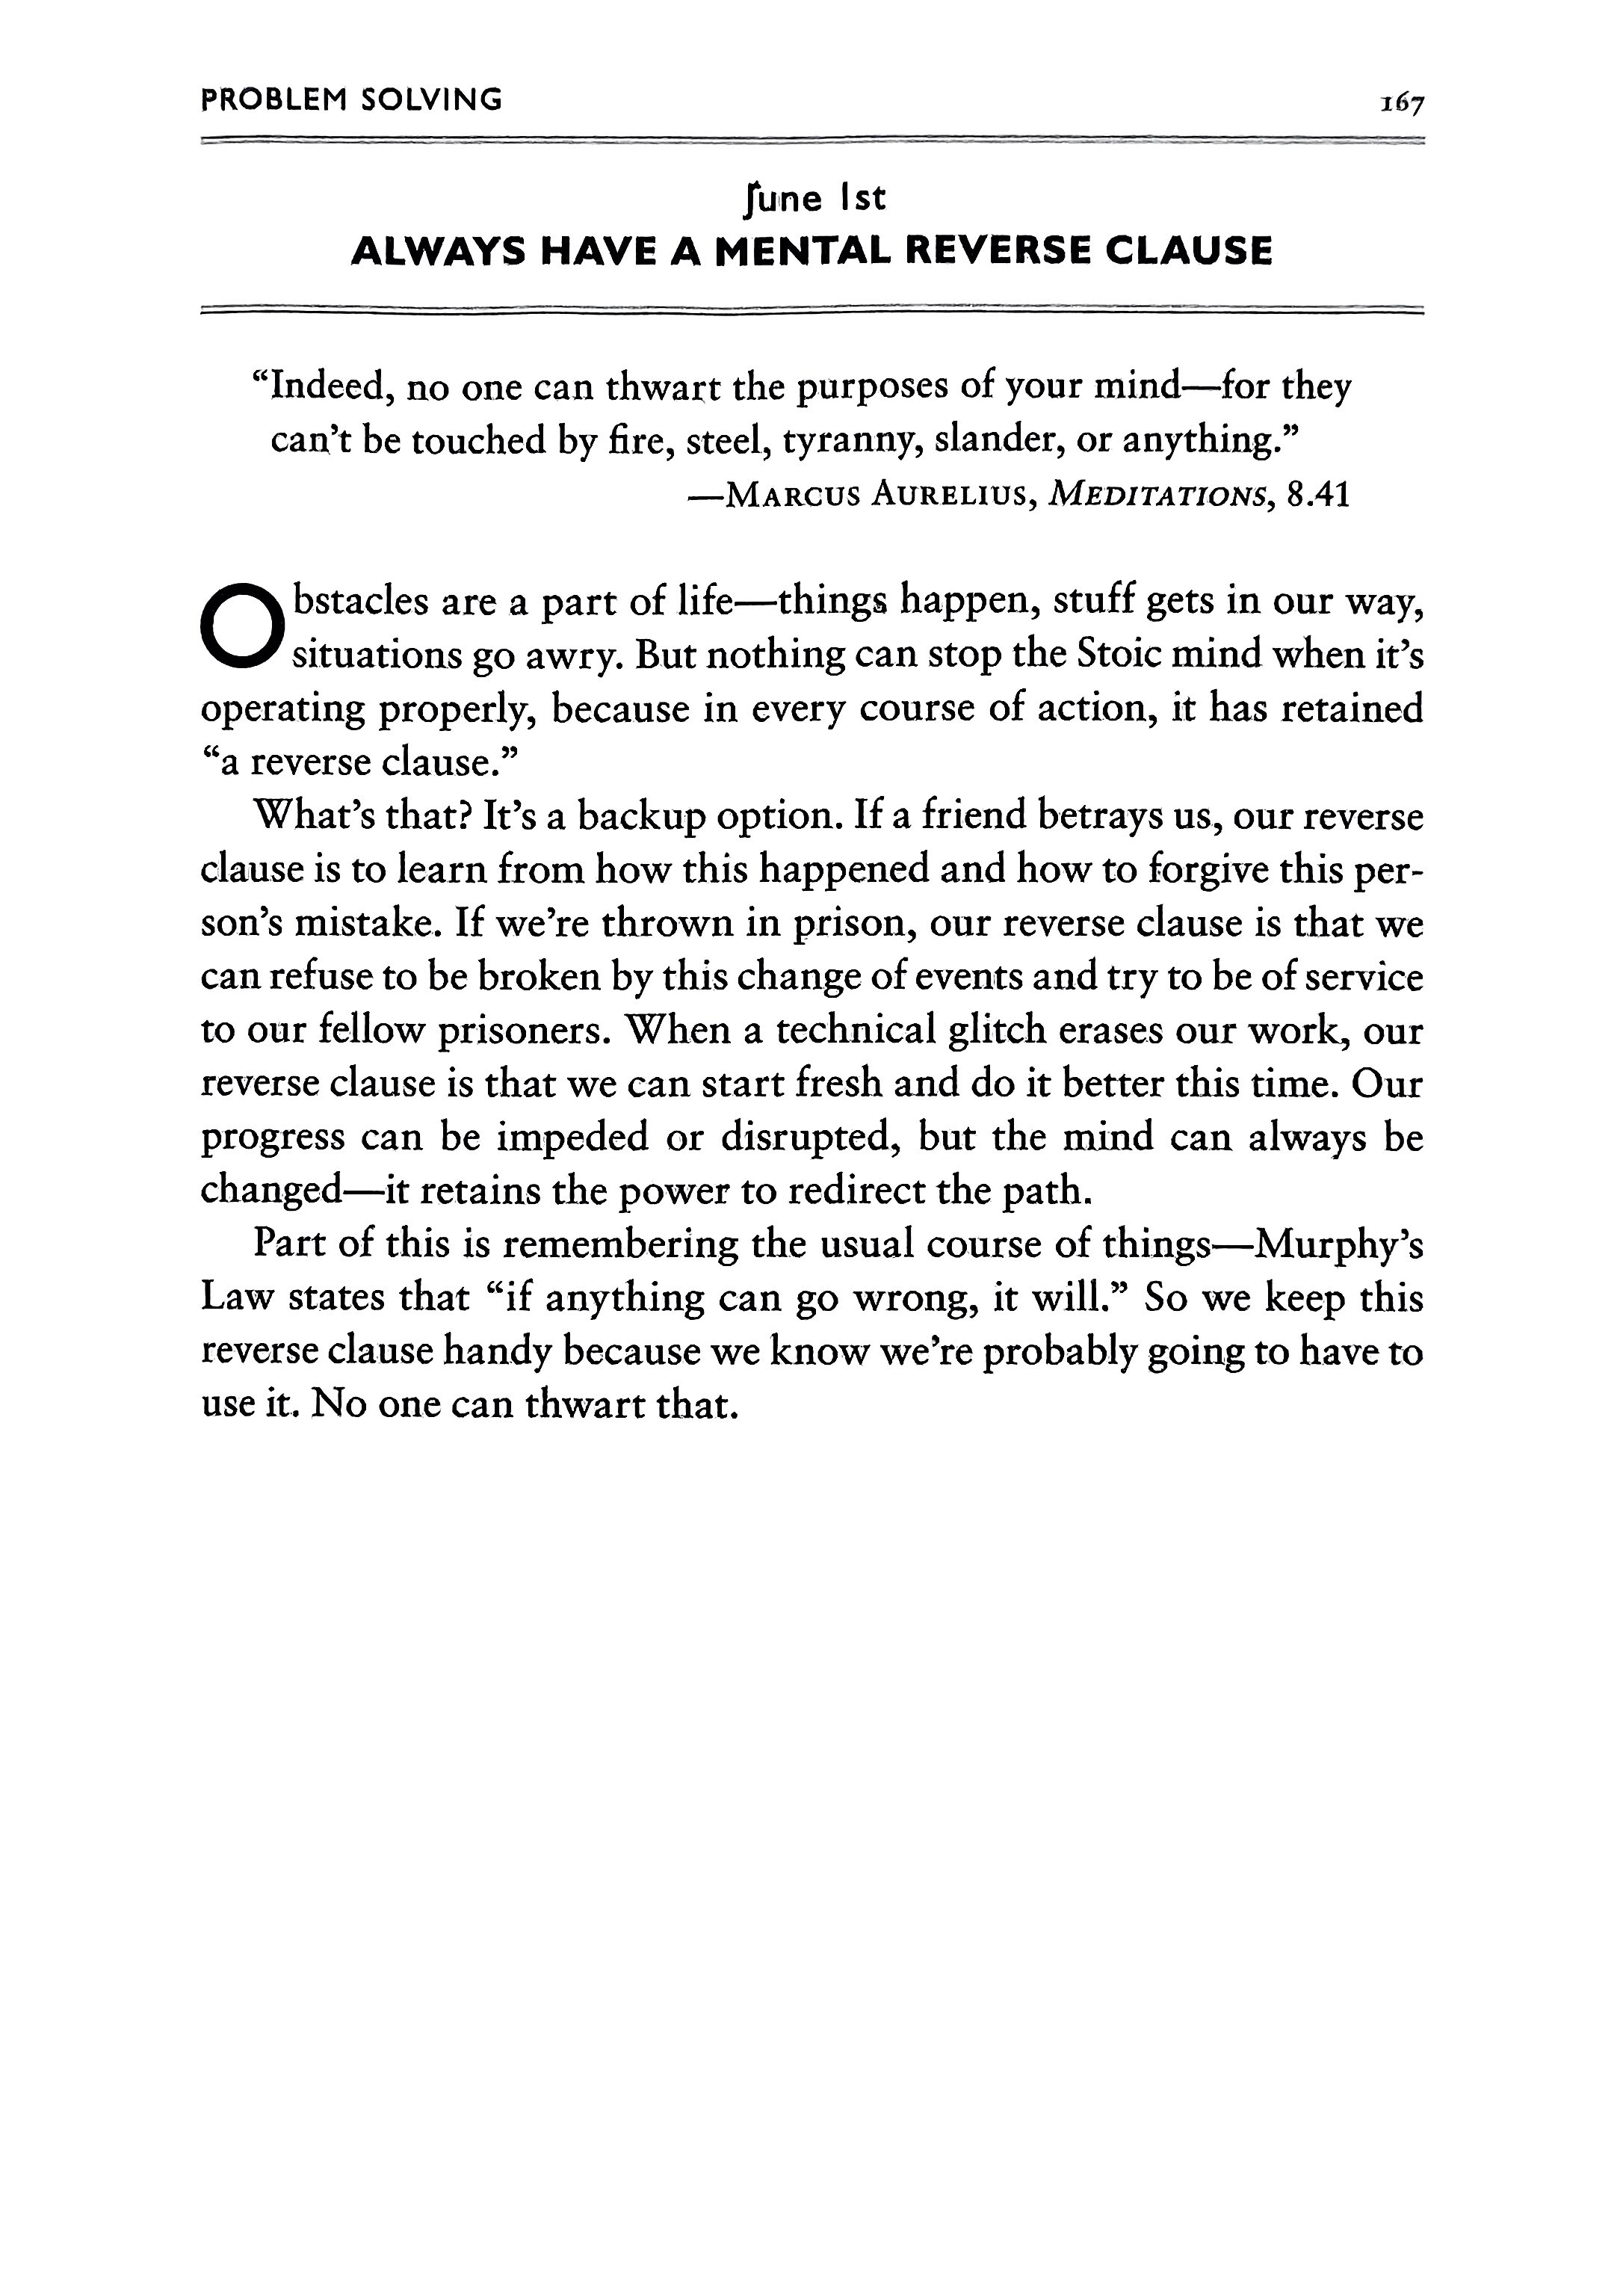 PROBLEM SOLVING 167
June 1st
ALWAYS HAVE A MENTAL REVERSE CLAUSE
“Indeed, no one can thwart the purposes of your mind—for they
can’t be touched by fire, steel, tyranny, slander, or anything.”
—MARCUS AURELIUS, MEDITATIONS, 8.41
Obstacles are a part of life—things happen, stuff gets in our way,
situations go awry. But nothing can stop the Stoic mind when it’s
operating properly, because in every course of action, it has retained
“a reverse clause.”
What’s that? It’s a backup option. If a friend betrays us, our reverse
clause is to learn from how this happened and how to forgive this per-
son’s mistake. If we’re thrown in prison, our reverse clause is that we
can refuse to be broken by this change of events and try to be of service
to our fellow prisoners. When a technical glitch erases our work, our
reverse clause is that we can start fresh and do it better this time. Our
progress can be impeded or disrupted, but the mind can always be
changed—it retains the power to redirect the path.
Part of this is remembering the usual course of things—Murphy’s
Law states that “if anything can go wrong, it will.” So we keep this
reverse clause handy because we know we’re probably going to have to
use it. No one can thwart that.